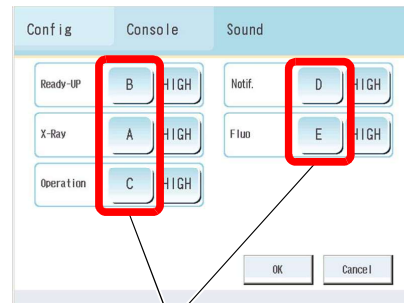 Config Console Sound
Ready-UP B HIGH Notif. D HIGH
X-Ray A HIGH Fluo E HIGH
Operation C HIGH
OK Cancel